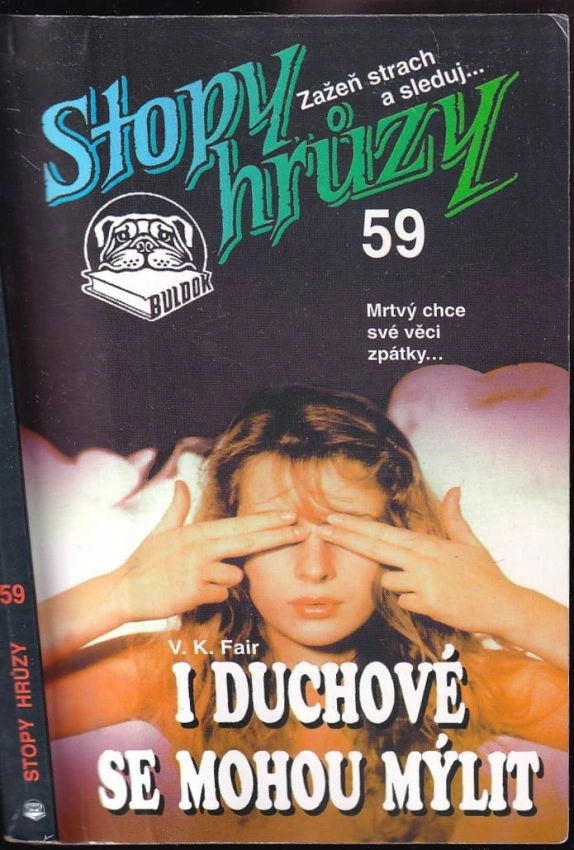 Zažeň strach
a sleduj...
Stopy
hrůzy
59
BULDOK
Mrtvý chce
své věci
zpátky...
V. K. Fair
I DUCHOVÉ
SE MOHOU MÝLIT
59
STOPY HRŮZY